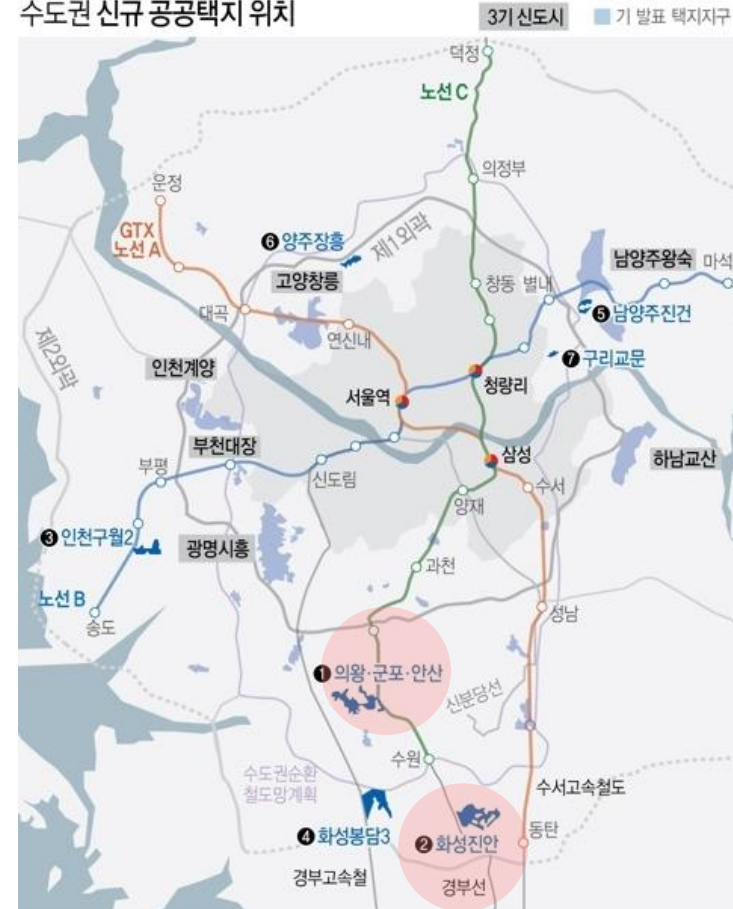 수도권 신규 공공택지 위치
3기 신도시
기 발표 택지지구
덕정
노선 C
의정부
운정
GTX
노선 A
❻ 양주장흥
제1외곽
고양창릉
남양주왕숙
마석
창동
별내
❺ 남양주진건
대곡
연신내
제2외곽
❼ 구리교문
인천계양
서울역
청량리
부천대장
삼성
하남교산
부평
신도림
수서
양재
❸ 인천구월2
광명시흥
과천
노선 B
송도
성남
❶ 의왕·군포·안산
신분당선
수원
수도권순환
철도망계획
수서고속철도
❹ 화성봉담3
❷ 화성진안
동탄
경부고속철
경부선